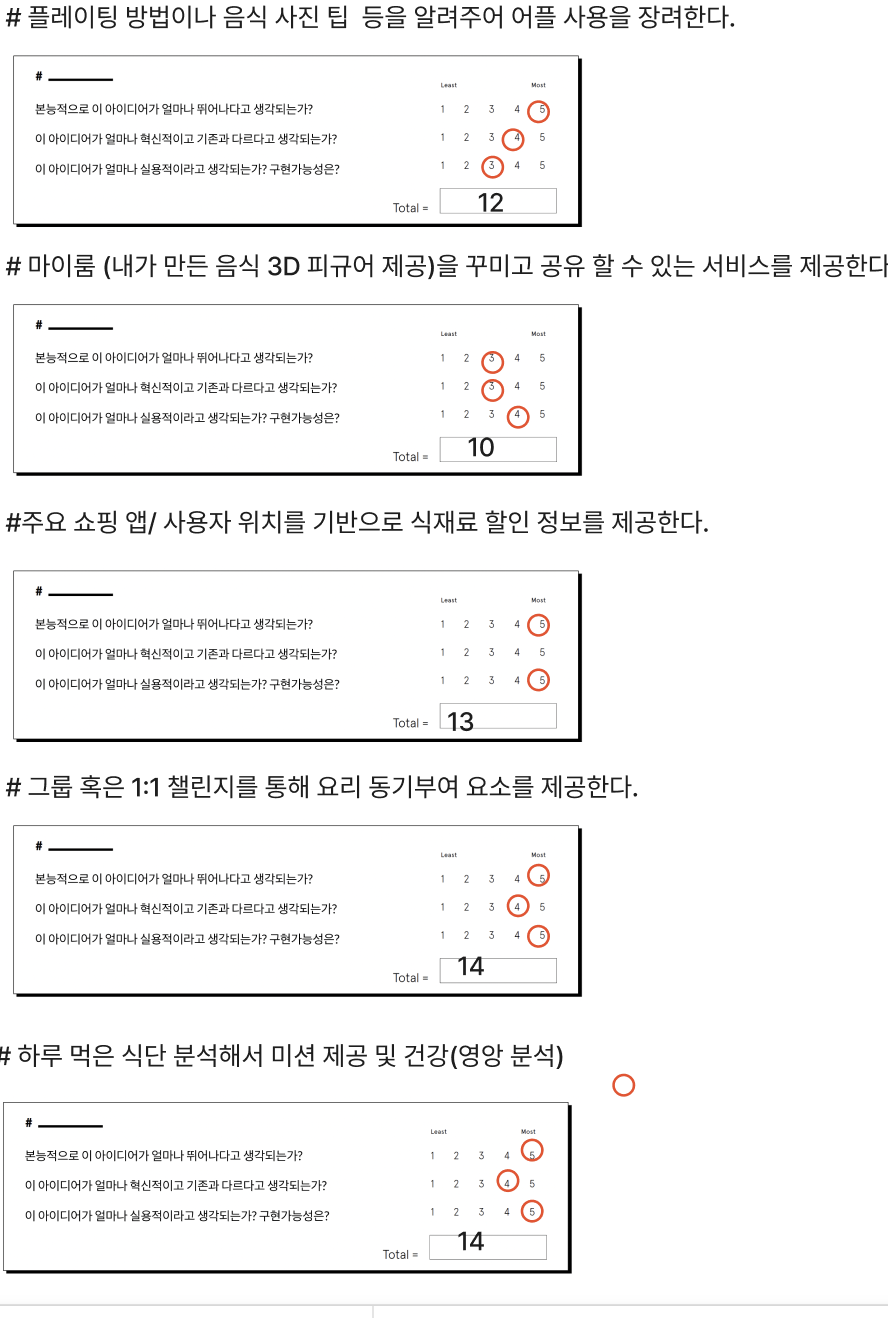 # 플레이팅 방법이나 음식 사진 팁 등을 알려주어 어플 사용을 장려한다.
# ______
Least Most
본능적으로 이 아이디어가 얼마나 뛰어나다고 생각되는가? 1 2 3 4 5
이 아이디어가 얼마나 혁신적이고 기존과 다르다고 생각되는가? 1 2 3 4 5
이 아이디어가 얼마나 실용적이라고 생각되는가? 구현가능성은? 1 2 3 4 5
Total = 12
# 마이룸 (내가 만든 음식 3D 피규어 제공)을 꾸미고 공유 할 수 있는 서비스를 제공한다
# ______
Least Most
본능적으로 이 아이디어가 얼마나 뛰어나다고 생각되는가? 1 2 3 4 5
이 아이디어가 얼마나 혁신적이고 기존과 다르다고 생각되는가? 1 2 3 4 5
이 아이디어가 얼마나 실용적이라고 생각되는가? 구현가능성은? 1 2 3 4 5
Total = 10
#주요 쇼핑 앱/ 사용자 위치를 기반으로 식재료 할인 정보를 제공한다.
# ______
Least Most
본능적으로 이 아이디어가 얼마나 뛰어나다고 생각되는가? 1 2 3 4 5
이 아이디어가 얼마나 혁신적이고 기존과 다르다고 생각되는가? 1 2 3 4 5
이 아이디어가 얼마나 실용적이라고 생각되는가? 구현가능성은? 1 2 3 4 5
Total = 13
# 그룹 혹은 1:1 챌린지를 통해 요리 동기부여 요소를 제공한다.
# ______
Least Most
본능적으로 이 아이디어가 얼마나 뛰어나다고 생각되는가? 1 2 3 4 5
이 아이디어가 얼마나 혁신적이고 기존과 다르다고 생각되는가? 1 2 3 4 5
이 아이디어가 얼마나 실용적이라고 생각되는가? 구현가능성은? 1 2 3 4 5
Total = 14
# 하루 먹은 식단 분석해서 미션 제공 및 건강(영앙 분석)
# ______
Least Most
본능적으로 이 아이디어가 얼마나 뛰어나다고 생각되는가? 1 2 3 4 5
이 아이디어가 얼마나 혁신적이고 기존과 다르다고 생각되는가? 1 2 3 4 5
이 아이디어가 얼마나 실용적이라고 생각되는가? 구현가능성은? 1 2 3 4 5
Total = 14